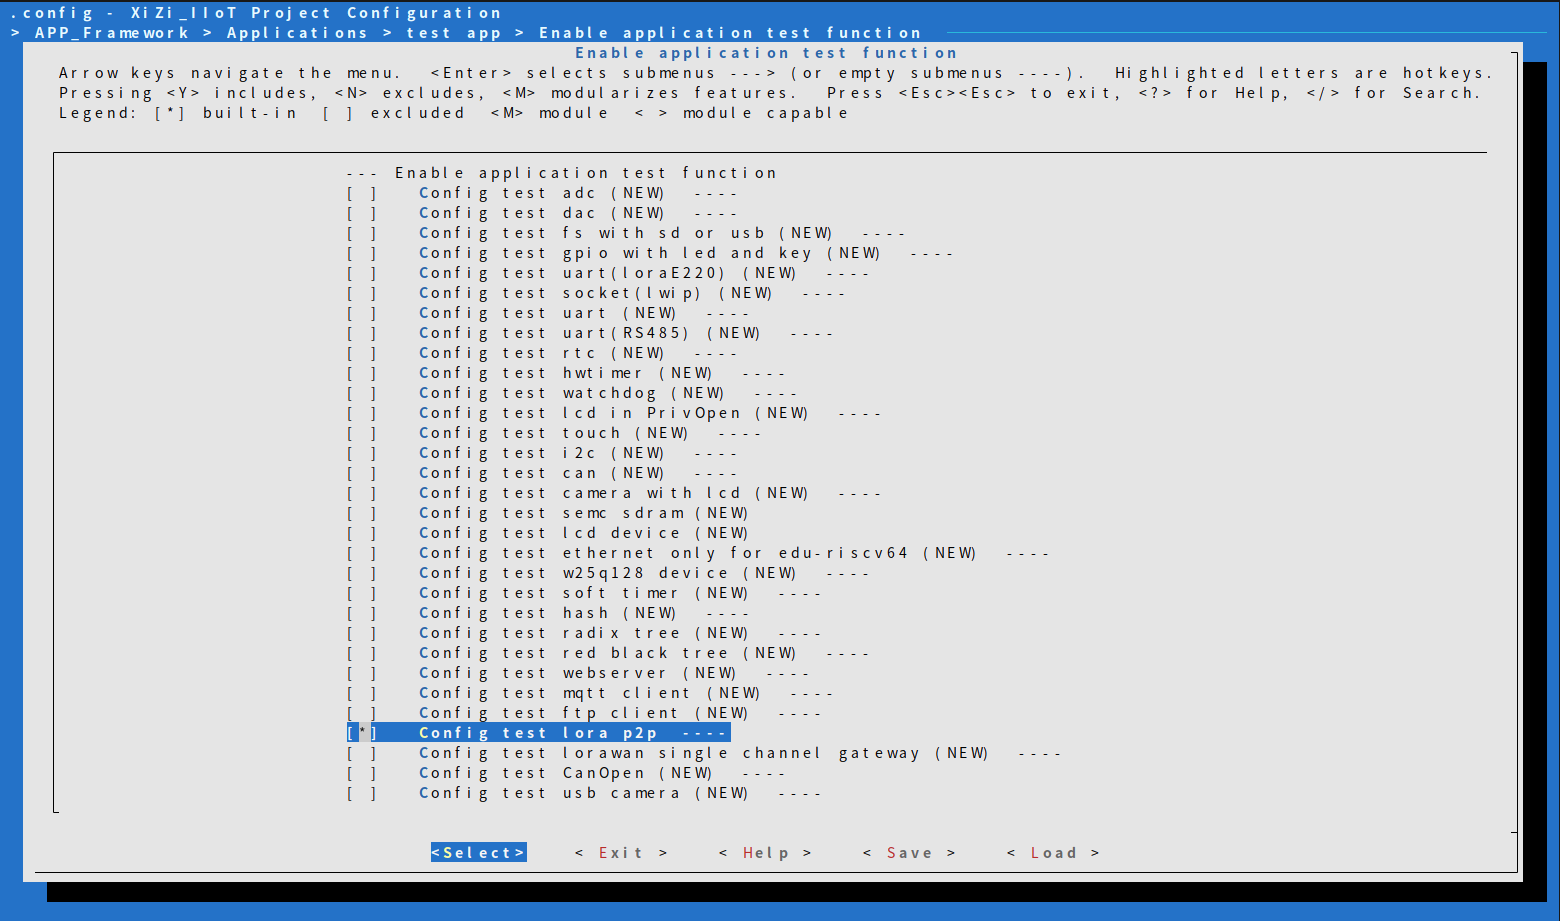 .config - XiZi_IIoT Project Configuration
> APP_Framework > Applications > test app > Enable application test function
Enable application test function
Arrow keys navigate the menu.  <Enter> selects submenus ---> (or empty submenus ----).  Highlighted letters are hotkeys.
Pressing <Y> includes, <N> excludes, <M> modularizes features.  Press <Esc><Esc> to exit, <?> for Help, </> for Search.
Legend: [*] built-in  [ ] excluded  <M> module  < > module capable
--- Enable application test function
[ ]   Config test adc (NEW)  ----
[ ]   Config test dac (NEW)  ----
[ ]   Config test fs with sd or usb (NEW)  ----
[ ]   Config test gpio with led and key (NEW)  ----
[ ]   Config test uart(loraE220) (NEW)  ----
[ ]   Config test socket(lwip) (NEW)  ----
[ ]   Config test uart (NEW)  ----
[ ]   Config test uart(RS485) (NEW)  ----
[ ]   Config test rtc (NEW)  ----
[ ]   Config test hwtimer (NEW)  ----
[ ]   Config test watchdog (NEW)  ----
[ ]   Config test lcd in PrivOpen (NEW)  ----
[ ]   Config test touch (NEW)  ----
[ ]   Config test i2c (NEW)  ----
[ ]   Config test can (NEW)  ----
[ ]   Config test camera with lcd (NEW)  ----
[ ]   Config test semc sdram (NEW)
[ ]   Config test lcd device (NEW)
[ ]   Config test ethernet only for edu-riscv64 (NEW)  ----
[ ]   Config test w25q128 device (NEW)  ----
[ ]   Config test soft timer (NEW)  ----
[ ]   Config test hash (NEW)  ----
[ ]   Config test radix tree (NEW)  ----
[ ]   Config test red black tree (NEW)  ----
[ ]   Config test webserver (NEW)  ----
[ ]   Config test mqtt client (NEW)  ----
[ ]   Config test ftp client (NEW)  ----
[*]   Config test lora p2p  ----
[ ]   Config test lorawan single channel gateway (NEW)  ----
[ ]   Config test CanOpen (NEW)  ----
[ ]   Config test usb camera (NEW)  ----
<Select>    < Exit >    < Help >    < Save >    < Load >